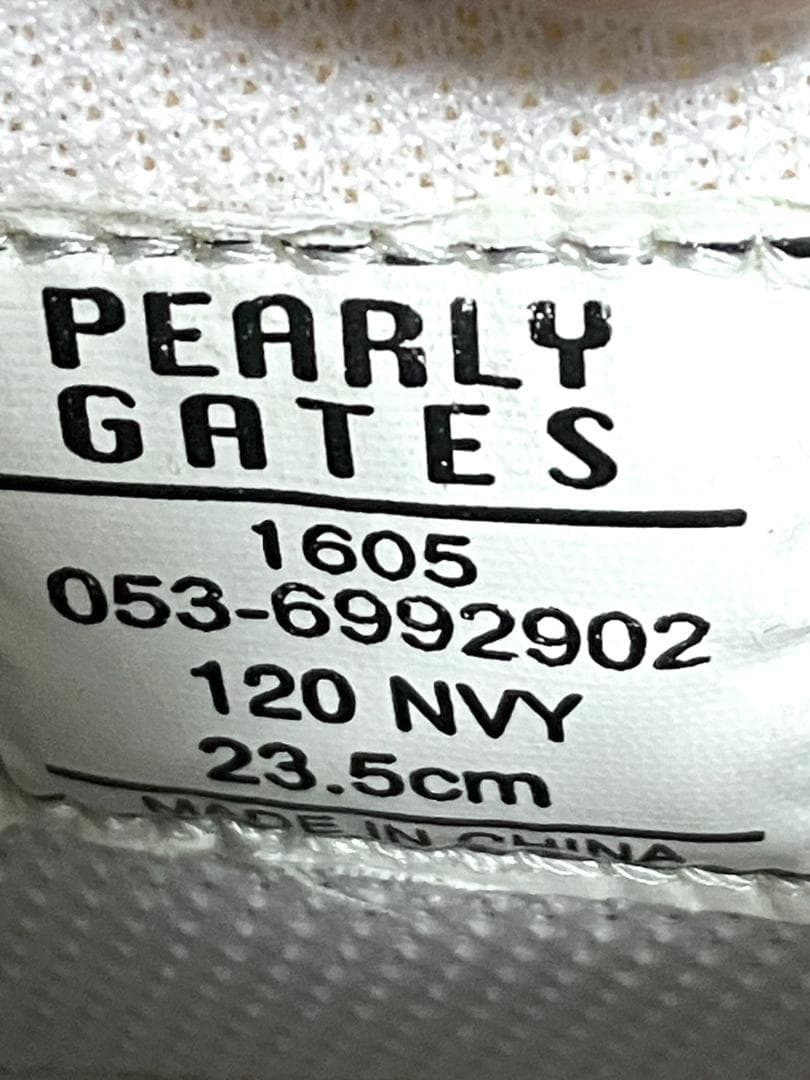 PEARLY
GATES
1605
053-6992902
120 NVY
23.5cm
MADE IN CHINA